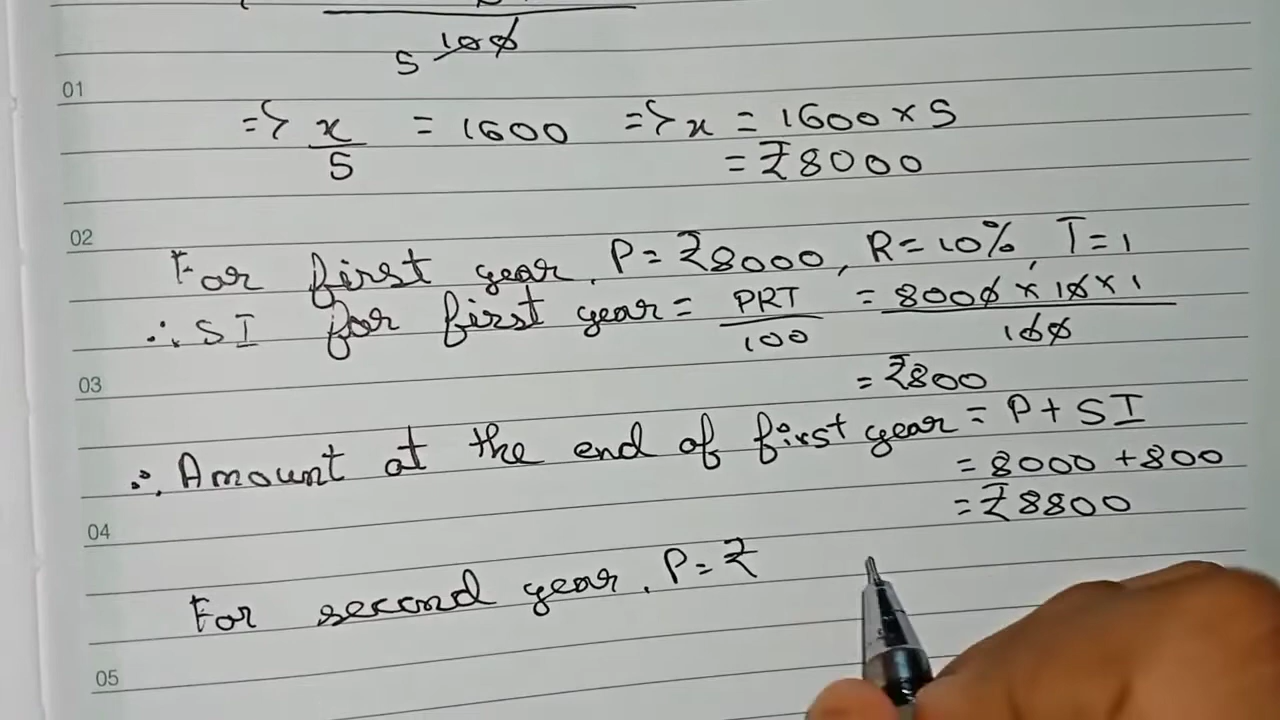 5 100
01
=> x/5 = 1600 => x = 1600 × 5
= ₹8000
02
For first year, P = ₹8000, R = 10%, T = 1
∴ SI for first year = PRT/100 = 8000 × 10 × 1/100
= ₹800
03
∴ Amount at the end of first year = P + SI
= 8000 + 800
= ₹8800
04
For second year, P = ₹
05